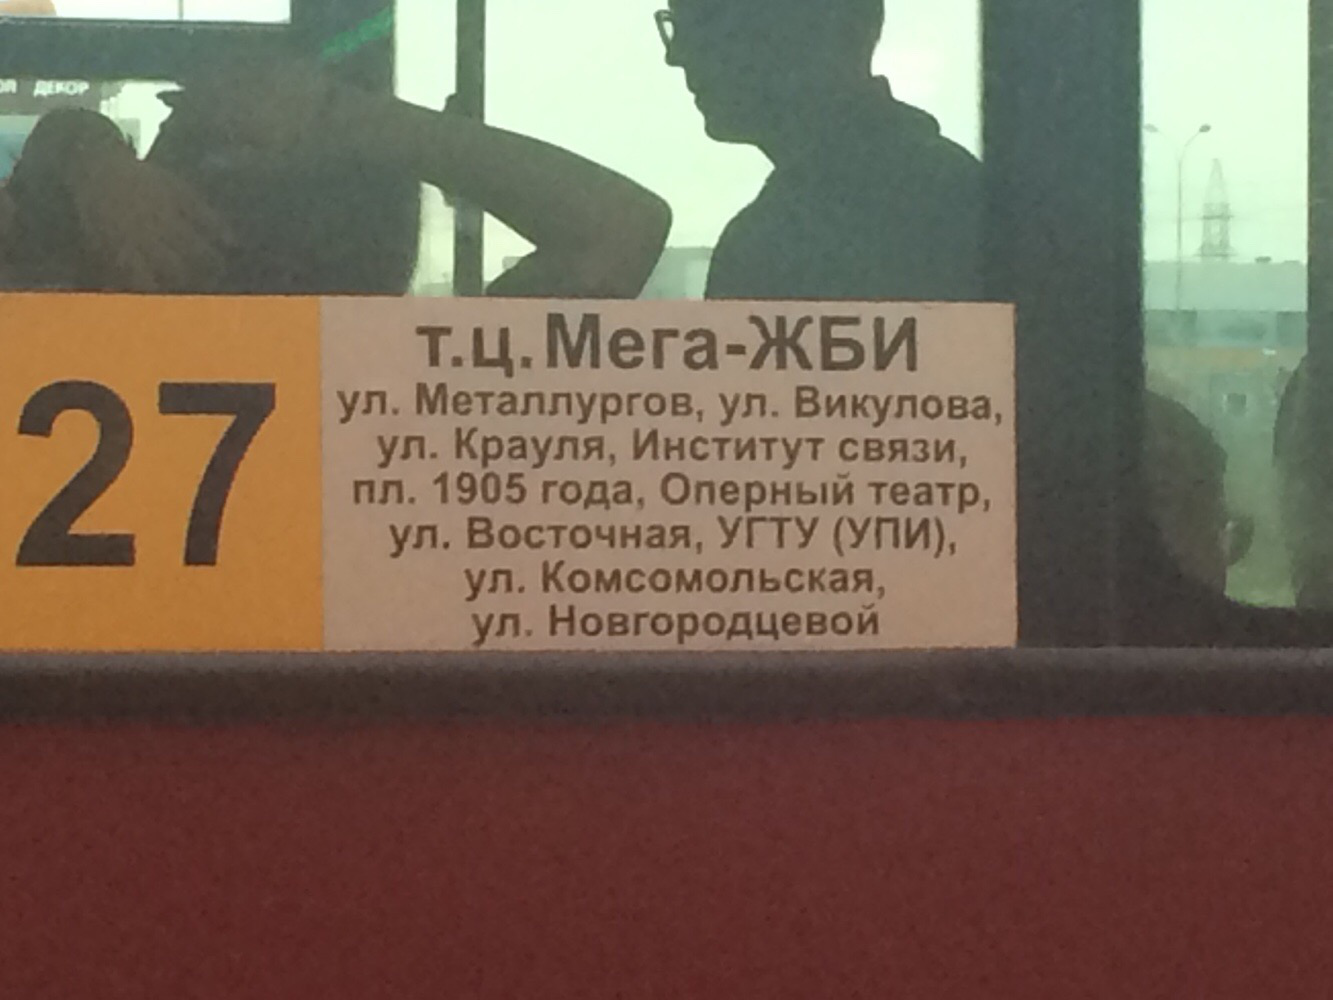 ДЕКОР
27
т.ц. Мега-ЖБИ
ул. Металлургов, ул. Викулова,
ул. Крауля, Институт связи,
пл. 1905 года, Оперный театр,
ул. Восточная, УГТУ (УПИ),
ул. Комсомольская,
ул. Новгородцевой